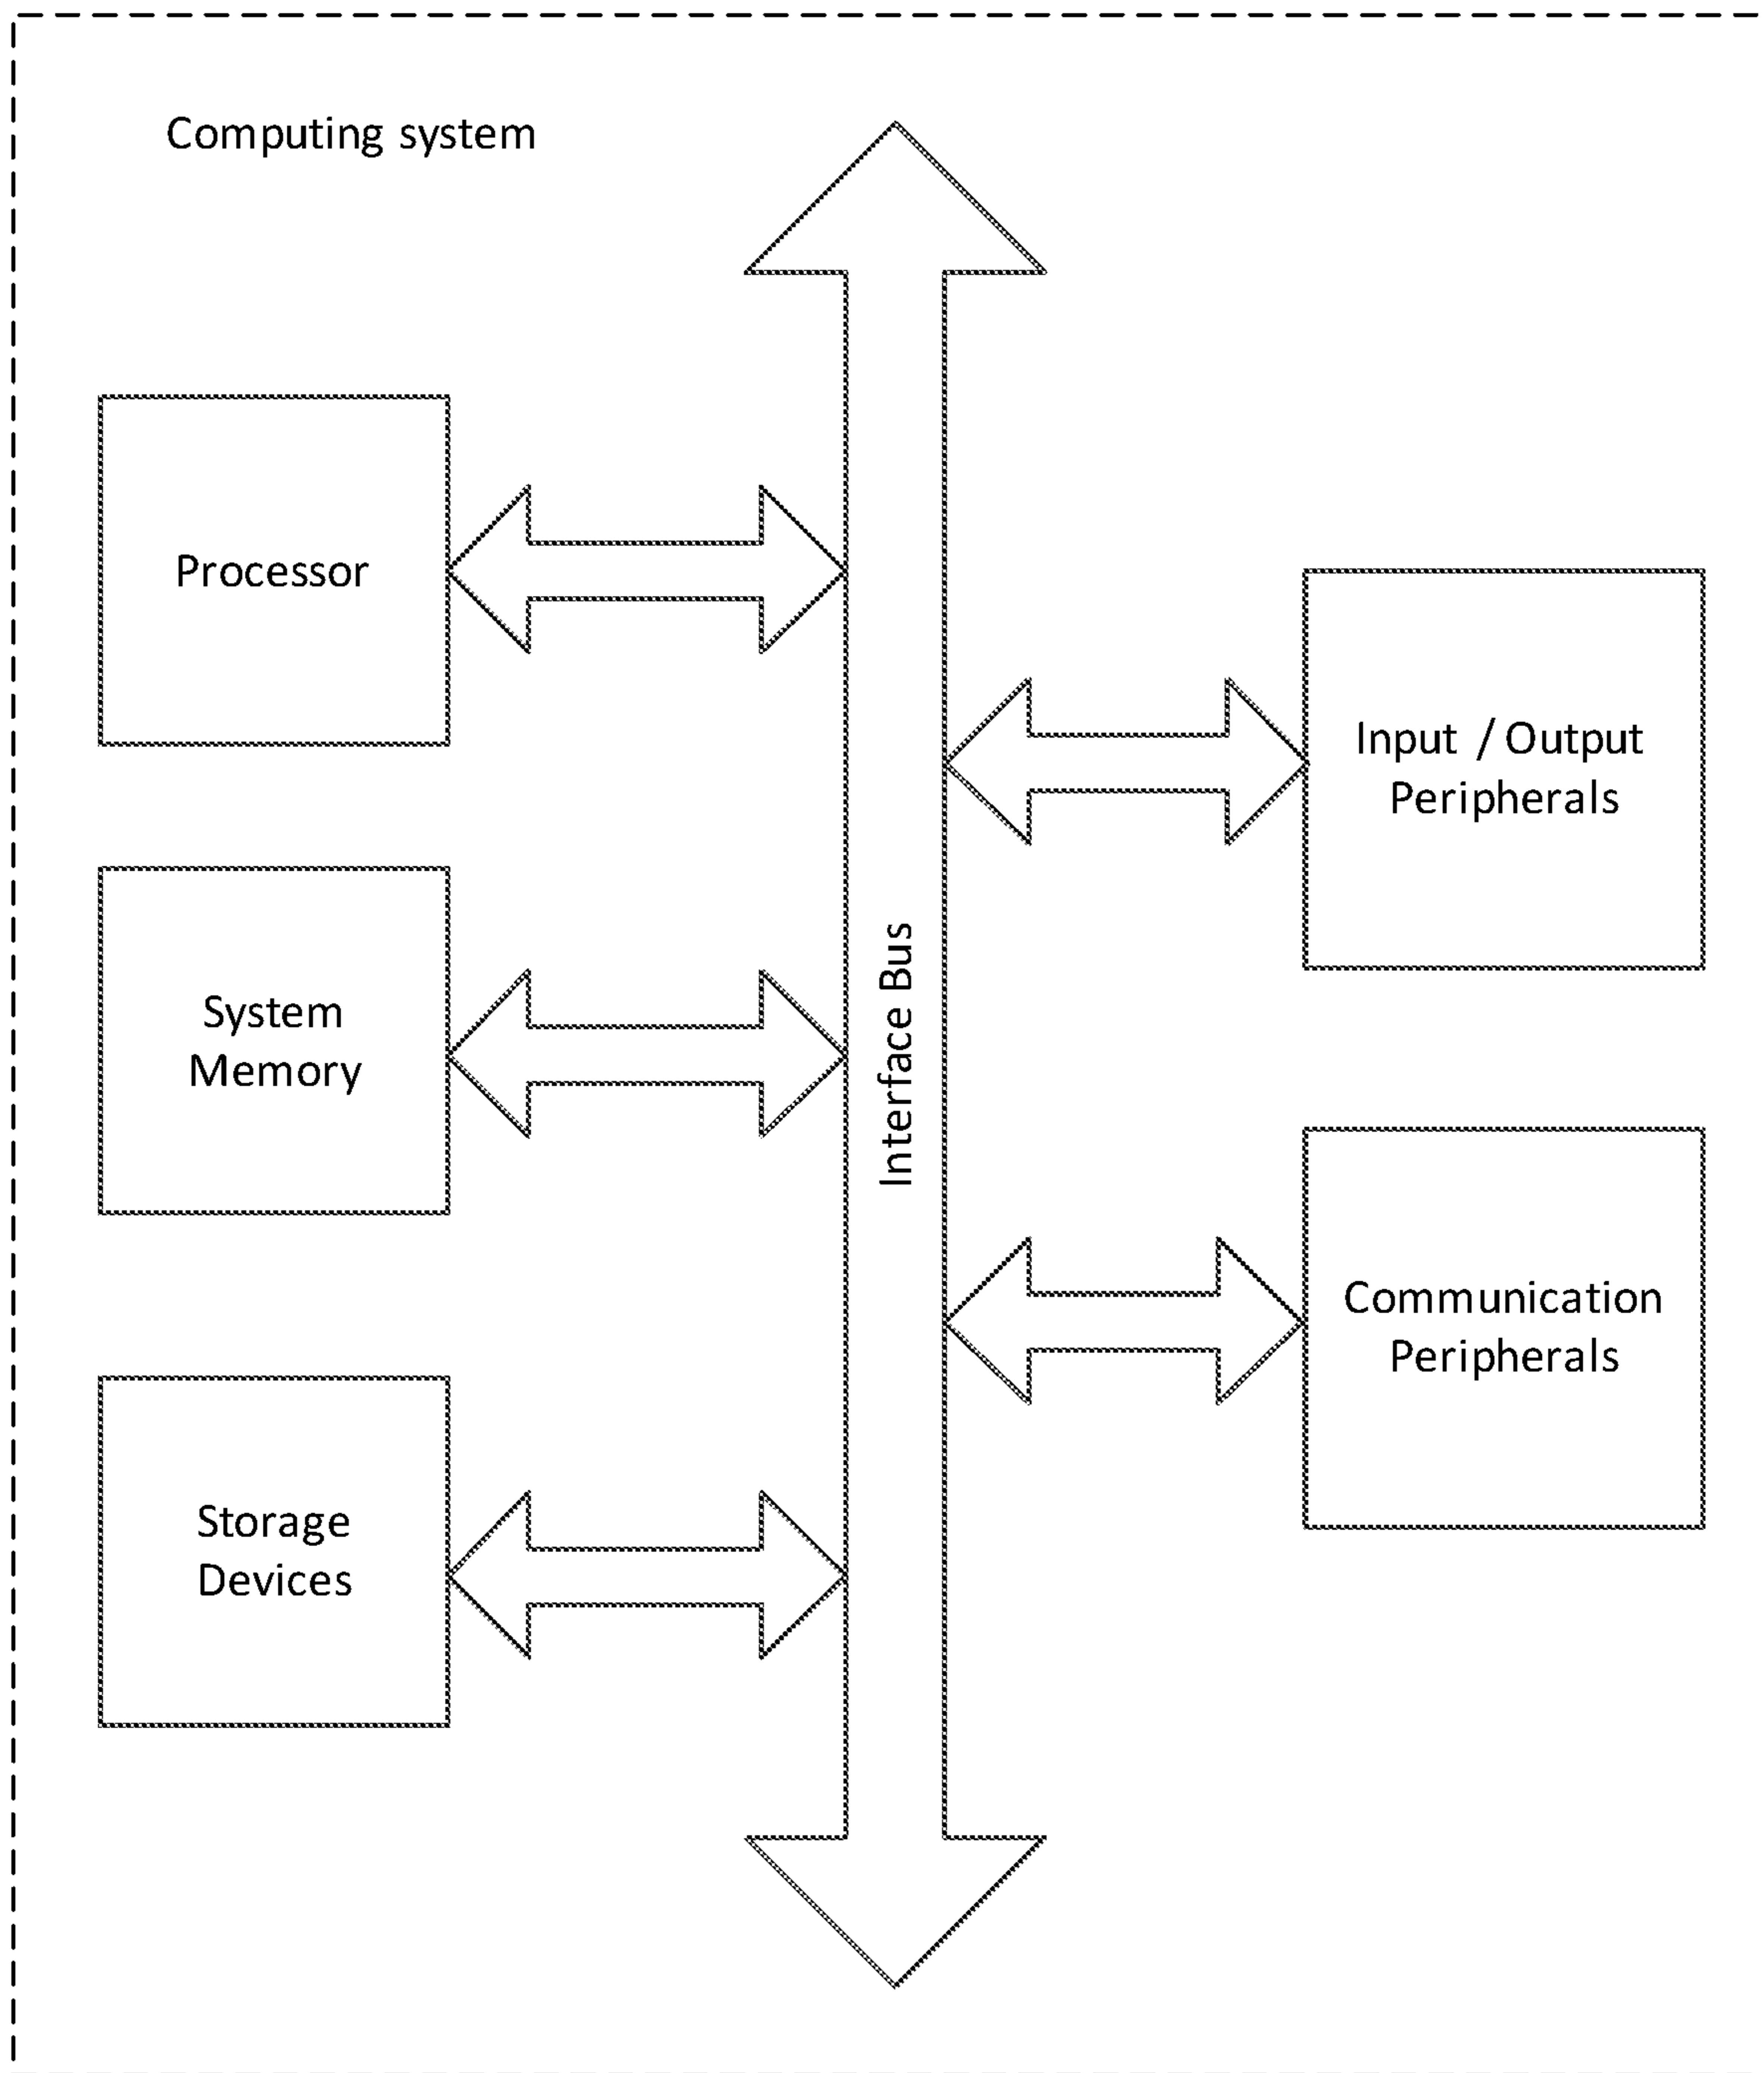 Computing system
Processor
Input / Output
Peripherals
System
Memory
Interface Bus
Communication
Peripherals
Storage
Devices